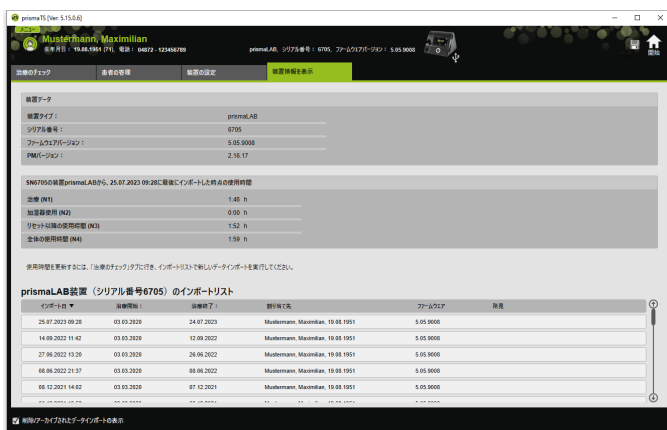 prismaTS [Ver: 5.15.0.6]
メニュー
Mustermann, Maximilian
生年月日： 19.08.1951 (71), 電話： 04872 - 123456789
prismaLAB, シリアル番号： 6705, ファームウエアバージョン： 5.05.9008
開始
治療のチェック 患者の管理 装置の設定 装置情報を表示
装置データ
装置タイプ： prismaLAB
シリアル番号： 6705
ファームウエアバージョン： 5.05.9008
PMバージョン： 2.16.17
SN6705の装置prismaLABから、25.07.2023 09:28に最後にインポートした時点の使用時間
治療 (N1) 1:46 h
加湿器使用 (N2) 0:00 h
リセット以降の使用時間 (N3) 1:52 h
全体の使用時間 (N4) 1:59 h
使用時間を更新するには、「治療のチェック」タブに行き、インポートリストで新しいデータインポートを実行してください。
prismaLAB装置（シリアル番号6705）のインポートリスト
インポート日 ▼ 治療開始： 治療終了： 割り当て先 ファームウエア 所見
25.07.2023 09:28 03.03.2020 24.07.2023 Mustermann, Maximilian, 19.08.1951 5.05.9008
14.09.2022 11:42 03.03.2020 12.09.2022 Mustermann, Maximilian, 19.08.1951 5.05.9008
27.06.2022 13:20 03.03.2020 26.06.2022 Mustermann, Maximilian, 19.08.1951 5.05.9008
08.06.2022 21:37 03.03.2020 08.06.2022 Mustermann, Maximilian, 19.08.1951 5.05.9008
08.12.2021 14:02 03.03.2020 07.12.2021 Mustermann, Maximilian, 19.08.1951 5.05.9008
削除/アーカイブされたデータインポートの表示